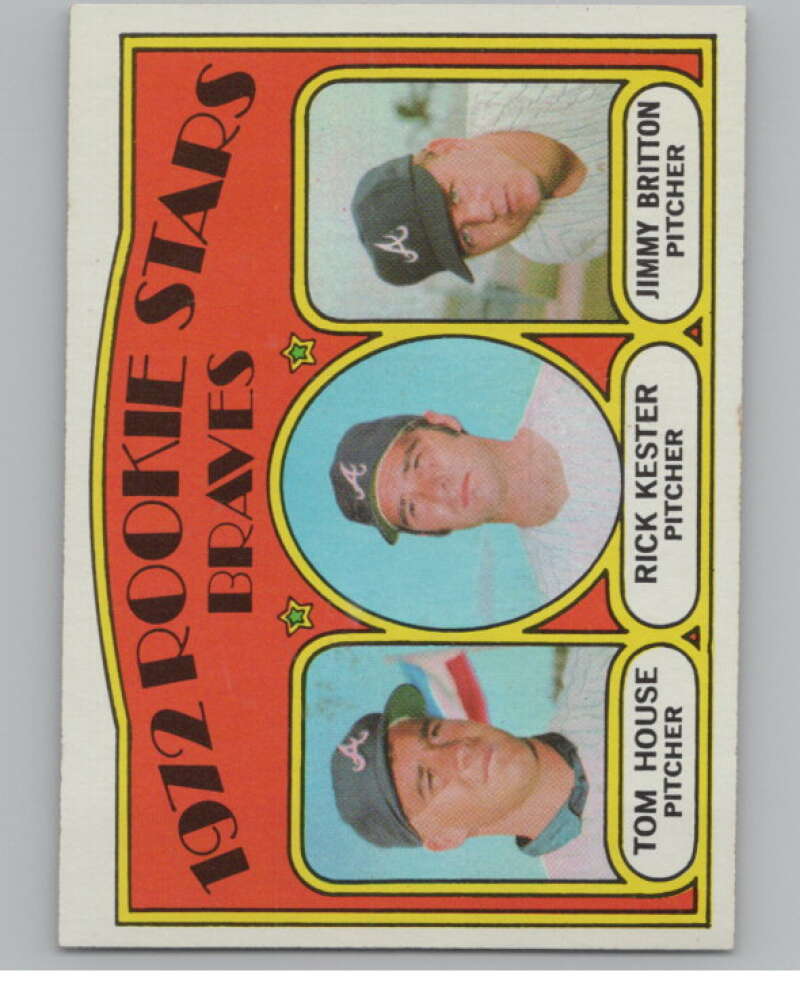 1972 ROOKIE STARS
BRAVES
TOM HOUSE
PITCHER
RICK KESTER
PITCHER
JIMMY BRITTON
PITCHER
A
A
A